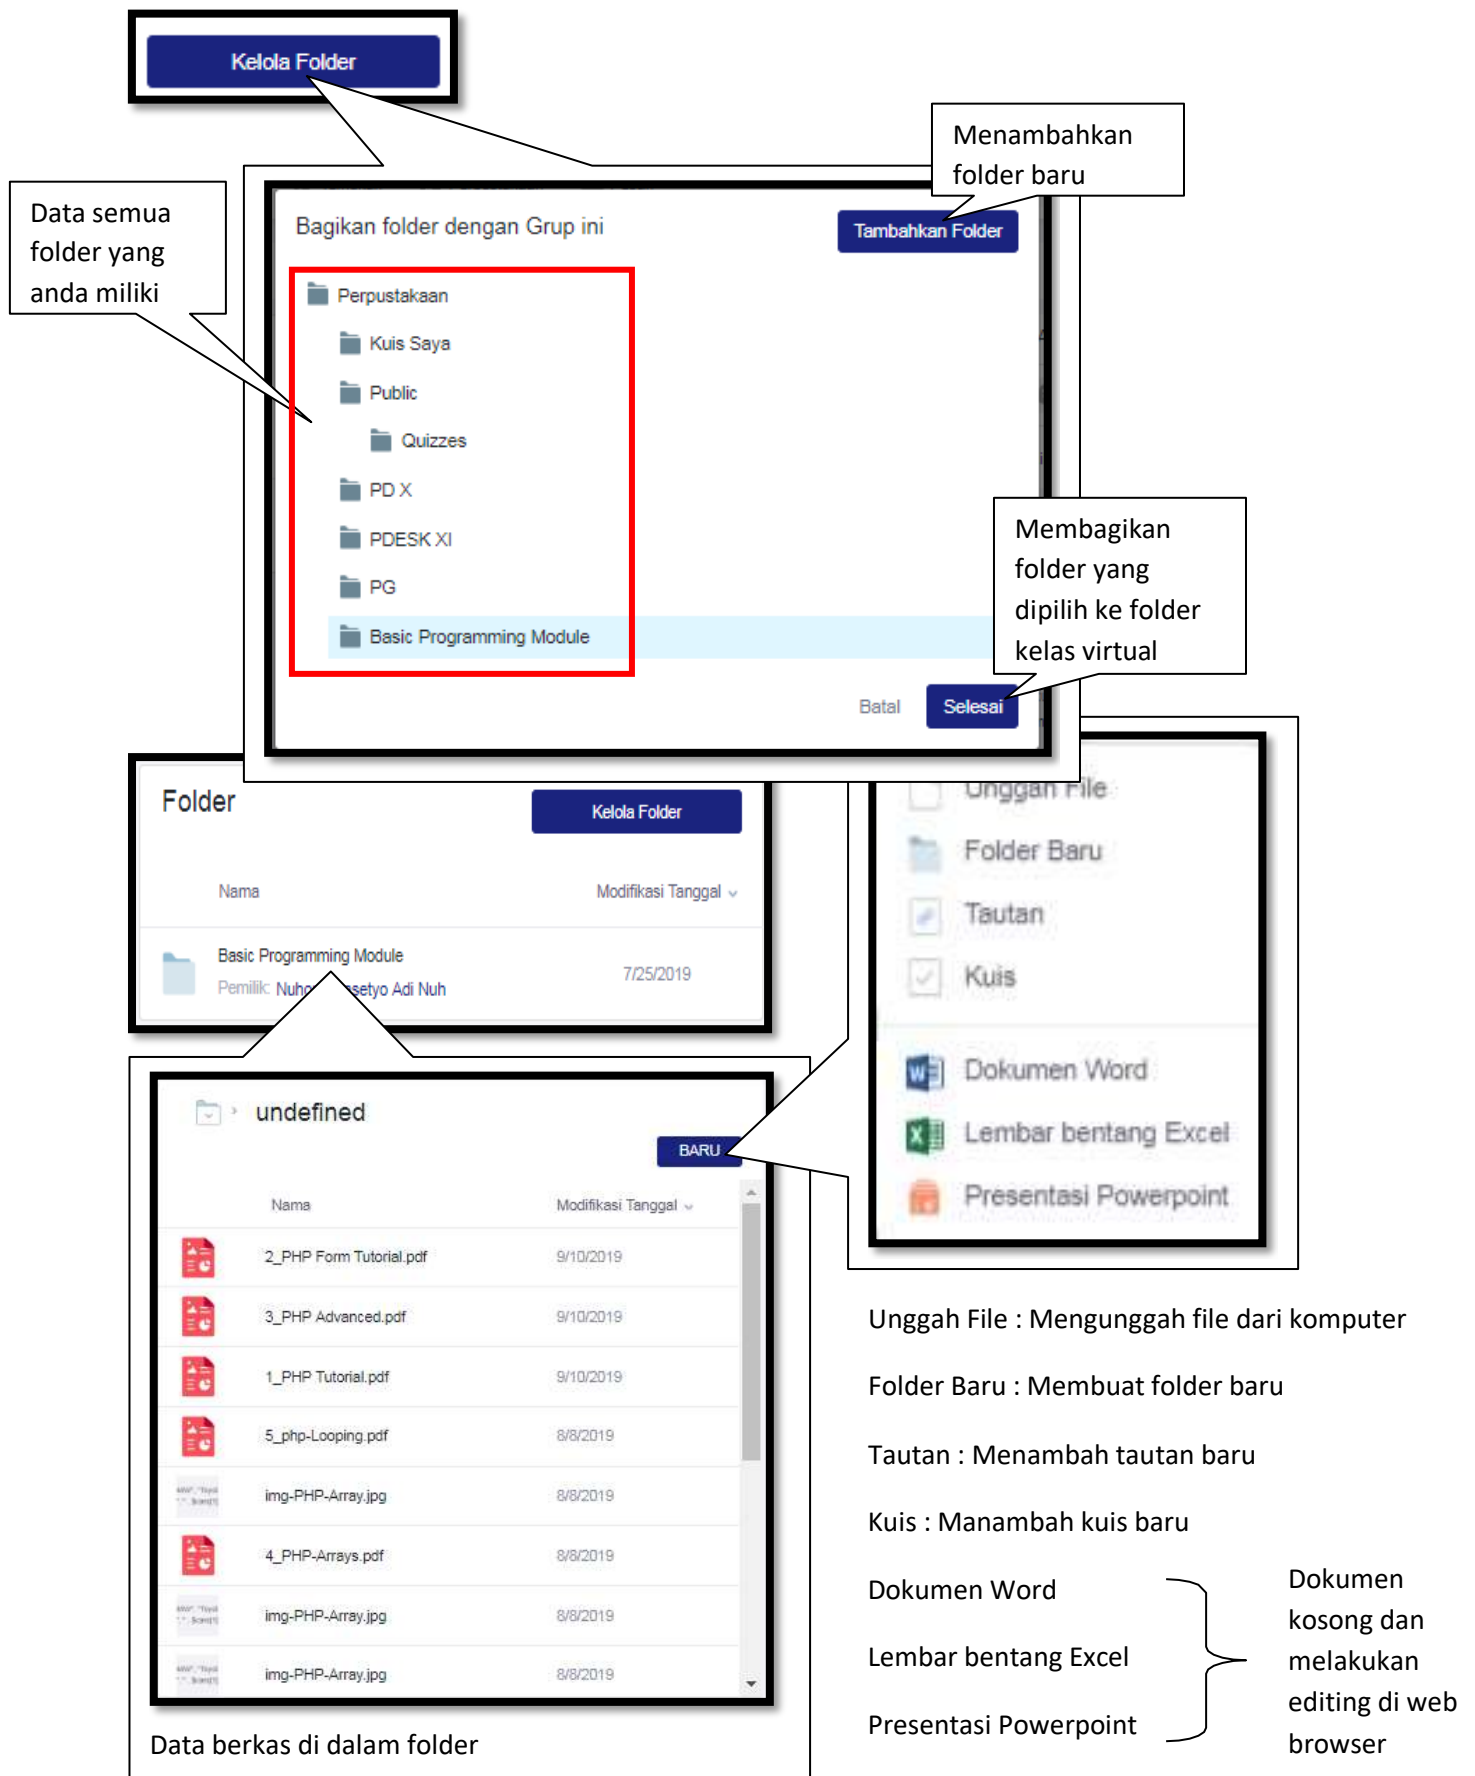 Kelola Folder
Menambahkan
folder baru
Data semua
folder yang
anda miliki
Bagikan folder dengan Grup ini
Tambahkan Folder
Perpustakaan
Kuis Saya
Public
Quizzes
PD X
PDESK XI
PG
Basic Programming Module
Membagikan
folder yang
dipilih ke folder
kelas virtual
Batal
Selesai
Folder
Kelola Folder
Nama
Modifikasi Tanggal
Basic Programming Module
Pemilik: setyo Adi Nuh
7/25/2019
Unggah File
Folder Baru
Tautan
Kuis
Dokumen Word
Lembar bentang Excel
Presentasi Powerpoint
undefined
BARU
Nama
Modifikasi Tanggal
2_PHP Form Tutorial.pdf 9/10/2019
3_PHP Advanced.pdf 9/10/2019
1_PHP Tutorial.pdf 9/10/2019
5_php-Looping.pdf 8/8/2019
img-PHP-Array.jpg 8/8/2019
4_PHP-Arrays.pdf 8/8/2019
img-PHP-Array.jpg 8/8/2019
img-PHP-Array.jpg 8/8/2019
Data berkas di dalam folder
Unggah File : Mengunggah file dari komputer
Folder Baru : Membuat folder baru
Tautan : Menambah tautan baru
Kuis : Manambah kuis baru
Dokumen Word
Lembar bentang Excel
Presentasi Powerpoint
Dokumen
kosong dan
melakukan
editing di web
browser